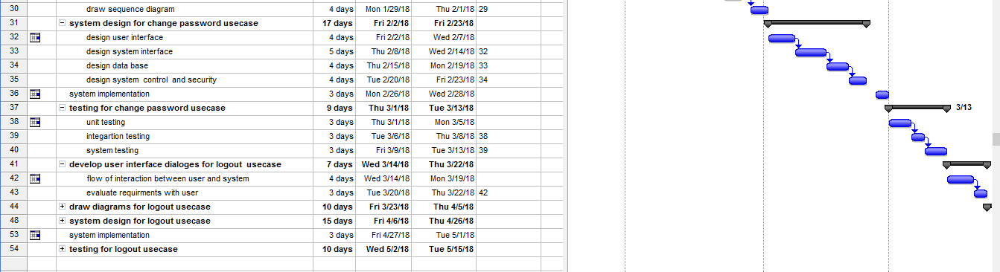 30 draw sequence diagram 4 days Mon 1/29/18 Thu 2/1/18 29
31 system design for change password usecase 17 days Fri 2/2/18 Fri 2/23/18
32 design user interface 4 days Fri 2/2/18 Wed 2/7/18
33 design system interface 5 days Thu 2/8/18 Wed 2/14/18 32
34 design data base 4 days Thu 2/15/18 Mon 2/19/18 33
35 design system control and security 4 days Tue 2/20/18 Fri 2/23/18 34
36 system implementation 3 days Mon 2/26/18 Wed 2/28/18
37 testing for change password usecase 9 days Thu 3/1/18 Tue 3/13/18 3/13
38 unit testing 3 days Thu 3/1/18 Mon 3/5/18
39 integartion testing 3 days Tue 3/6/18 Thu 3/8/18 38
40 system testing 3 days Fri 3/9/18 Tue 3/13/18 39
41 develop user interface dialoges for logout usecase 7 days Wed 3/14/18 Thu 3/22/18
42 flow of interaction between user and system 4 days Wed 3/14/18 Mon 3/19/18
43 evaluate requirments with user 3 days Tue 3/20/18 Thu 3/22/18 42
44 draw diagrams for logout usecase 10 days Fri 3/23/18 Thu 4/5/18
48 system design for logout usecase 15 days Fri 4/6/18 Thu 4/26/18
53 system implementation 3 days Fri 4/27/18 Tue 5/1/18
54 testing for logout usecase 10 days Wed 5/2/18 Tue 5/15/18